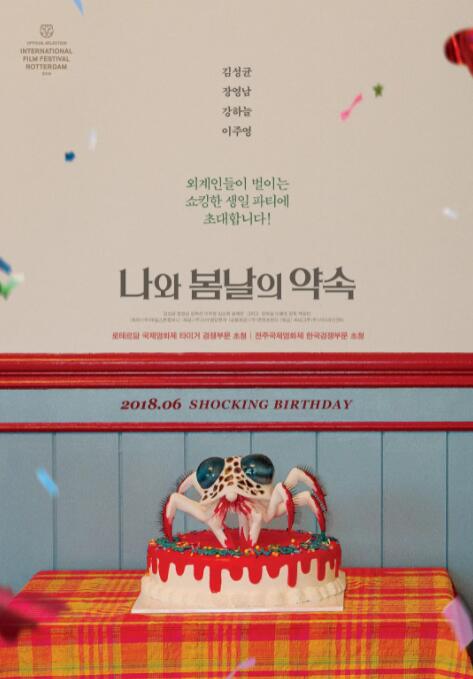 OFFICIAL SELECTION
INTERNATIONAL
FILM FESTIVAL
ROTTERDAM
김성균
장영남
강하늘
이주영
외계인들이 벌이는
쇼킹한 생일 파티에
초대합니다!
나와 봄날의 약속
로테르담 국제영화제 타이거 경쟁부문 초청 | 전주국제영화제 한국경쟁부문 초청
2018.06 SHOCKING BIRTHDAY